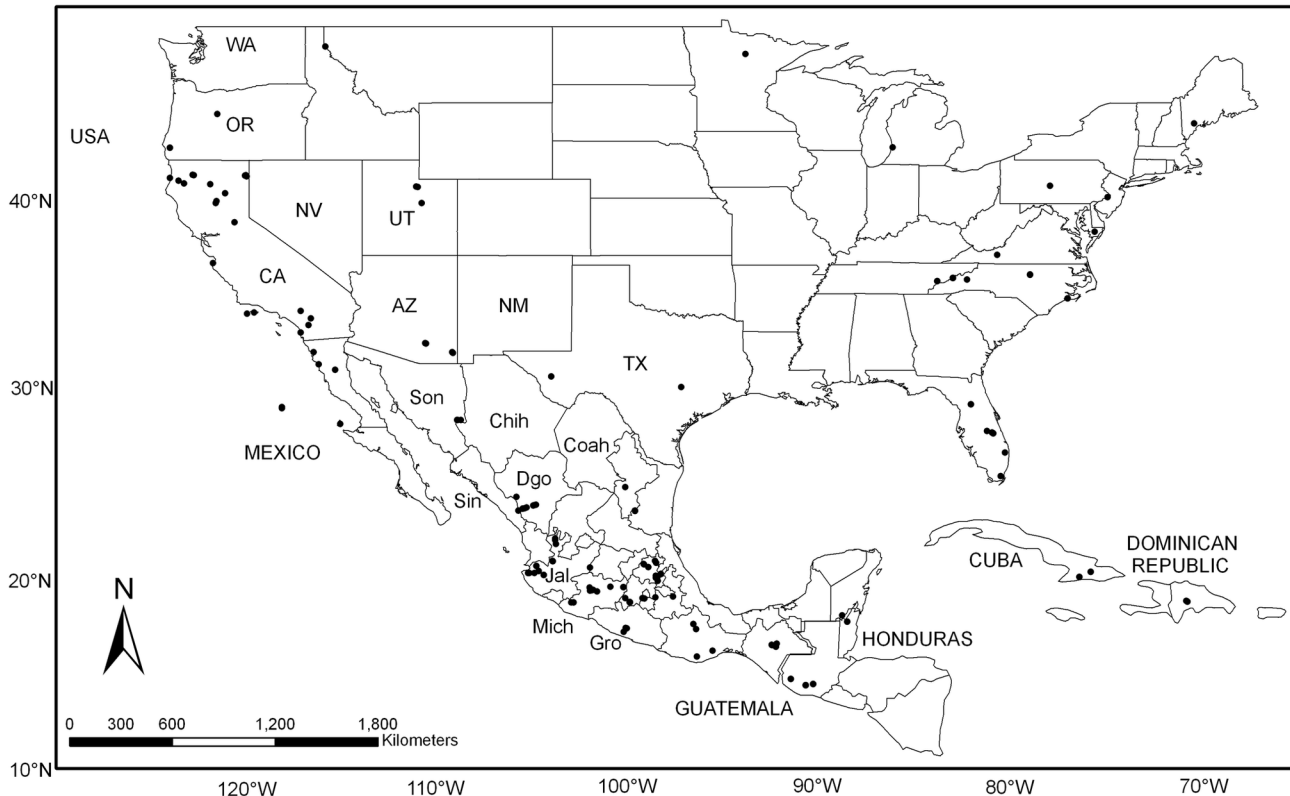 WA
OR
USA
40°N
NV
UT
CA
AZ
NM
TX
30°N
Son
Chih
MEXICO
Coah
Dgo
Sin
CUBA
DOMINICAN
REPUBLIC
20°N
Jal
N
Mich
Gro
HONDURAS
GUATEMALA
0 300 600 1,200 1,800
Kilometers
10°N
120°W 110°W 100°W 90°W 80°W 70°W